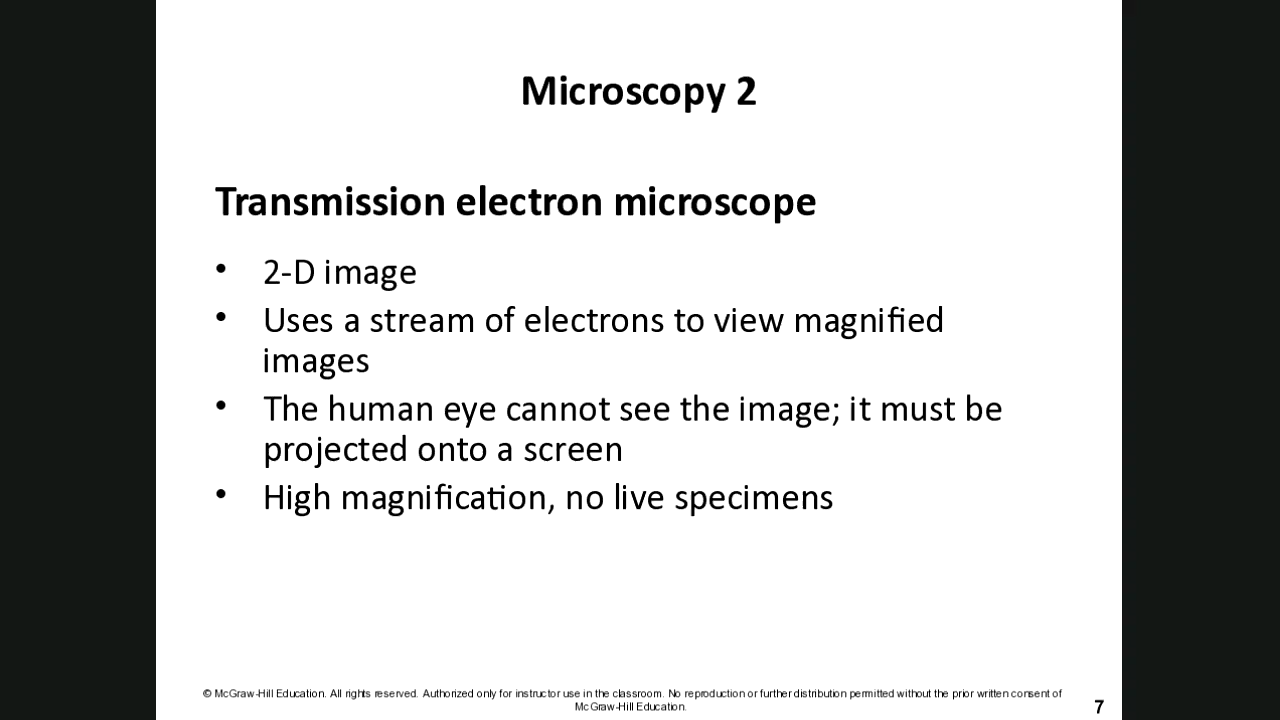 Microscopy 2
Transmission electron microscope
• 2-D image
• Uses a stream of electrons to view magnified
images
• The human eye cannot see the image; it must be
projected onto a screen
• High magnification, no live specimens
© McGraw-Hill Education. All rights reserved. Authorized only for instructor use in the classroom. No reproduction or further distribution permitted without the prior written consent of
McGraw-Hill Education.
7